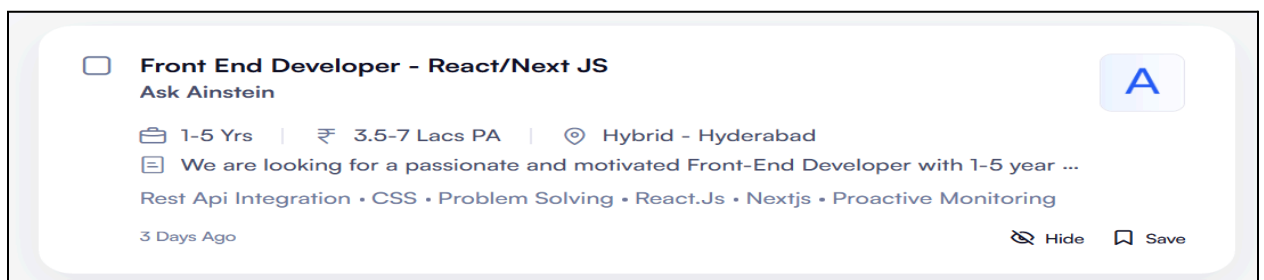 Front End Developer - React/Next JS
Ask Ainstein
A
1-5 Yrs | ₹ 3.5-7 Lacs PA | Hybrid - Hyderabad
We are looking for a passionate and motivated Front-End Developer with 1-5 year ...
Rest Api Integration • CSS • Problem Solving • React.Js • Nextjs • Proactive Monitoring
3 Days Ago Hide Save